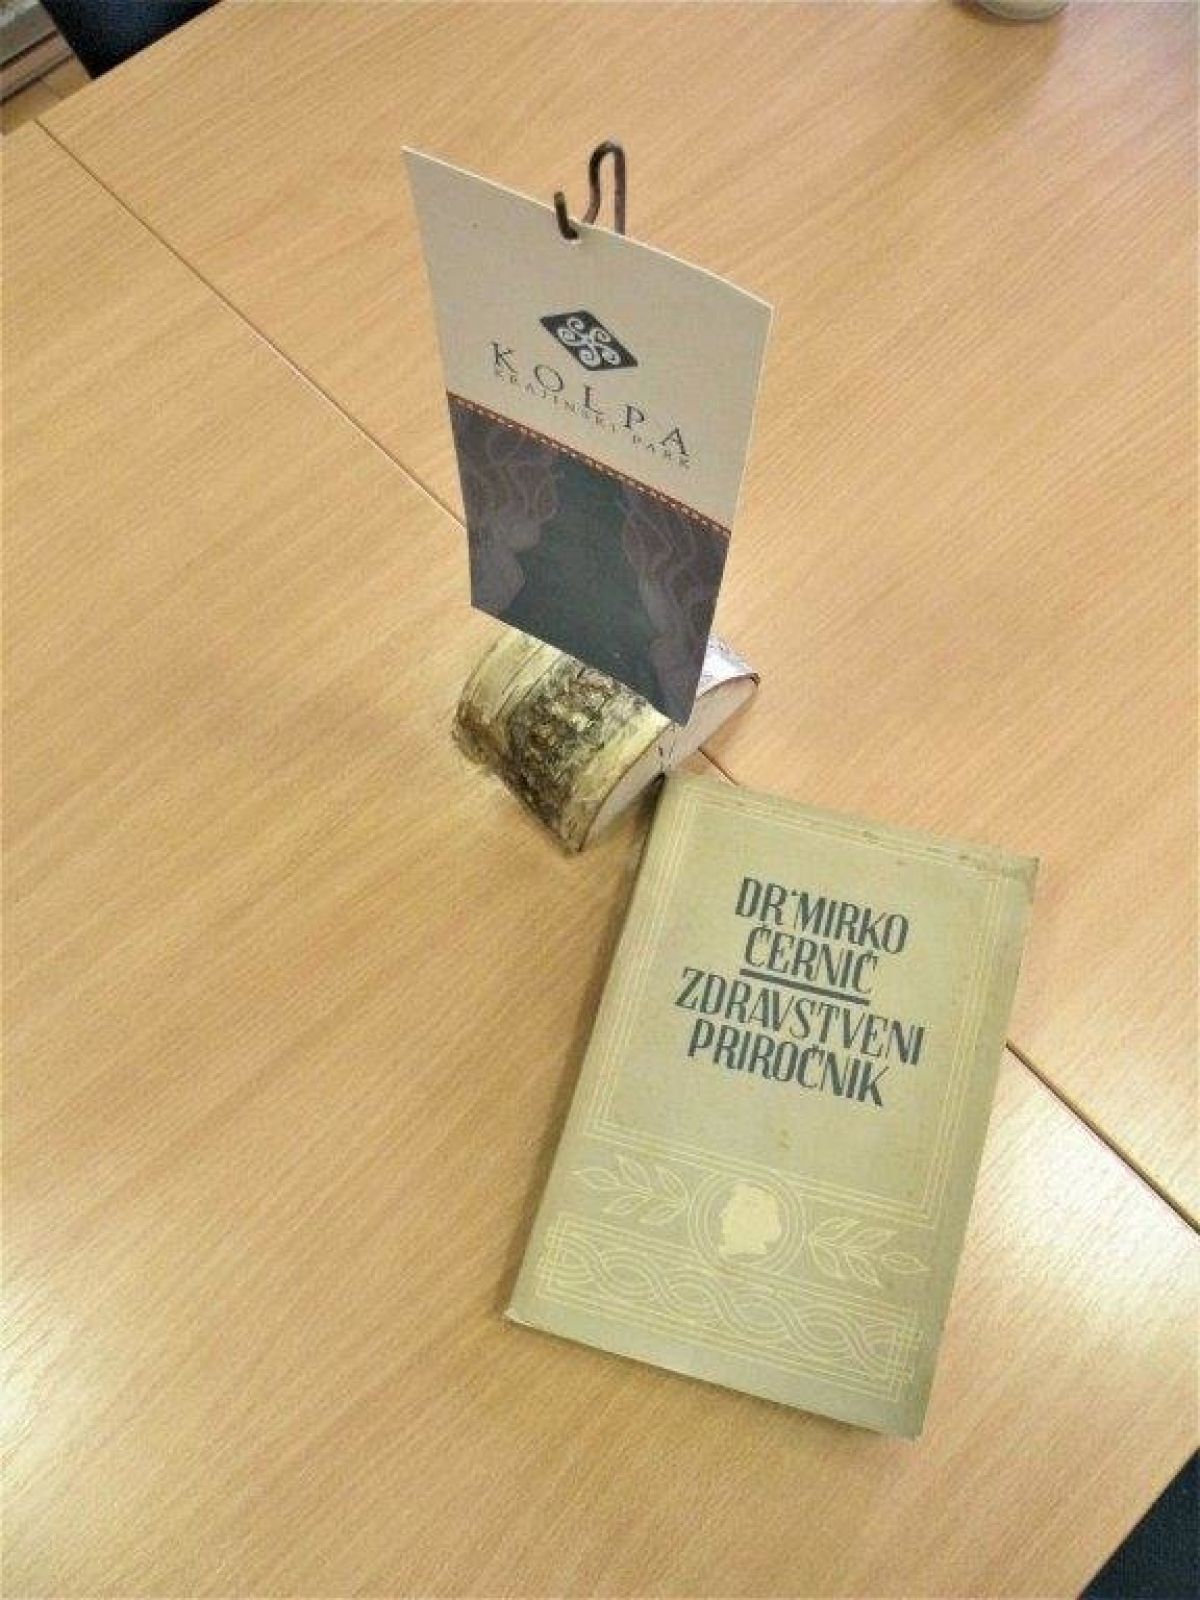 KOLPA
KRAJINSKI PARK
DR. MIRKO
ČERNIČ
ZDRAVSTVENI
PRIROČNIK